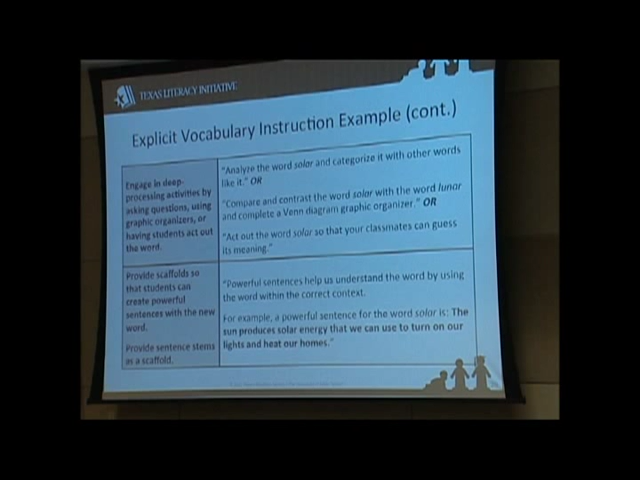 TEXAS LITERACY INITIATIVE
Explicit Vocabulary Instruction Example (cont.)
Engage in deep-
processing activities by
asking questions, using
graphic organizers, or
having students act out
the word.
"Analyze the word solar and categorize it with other words
like it." OR
"Compare and contrast the word solar with the word lunar
and complete a Venn diagram graphic organizer." OR
"Act out the word solar so that your classmates can guess
its meaning."
Provide scaffolds so
that students can
create powerful
sentences with the new
word.
Provide sentence stems
as a scaffold.
"Powerful sentences help us understand the word by using
the word within the correct context.
For example, a powerful sentence for the word solar is: The
sun produces solar energy that we can use to turn on our
lights and heat our homes."